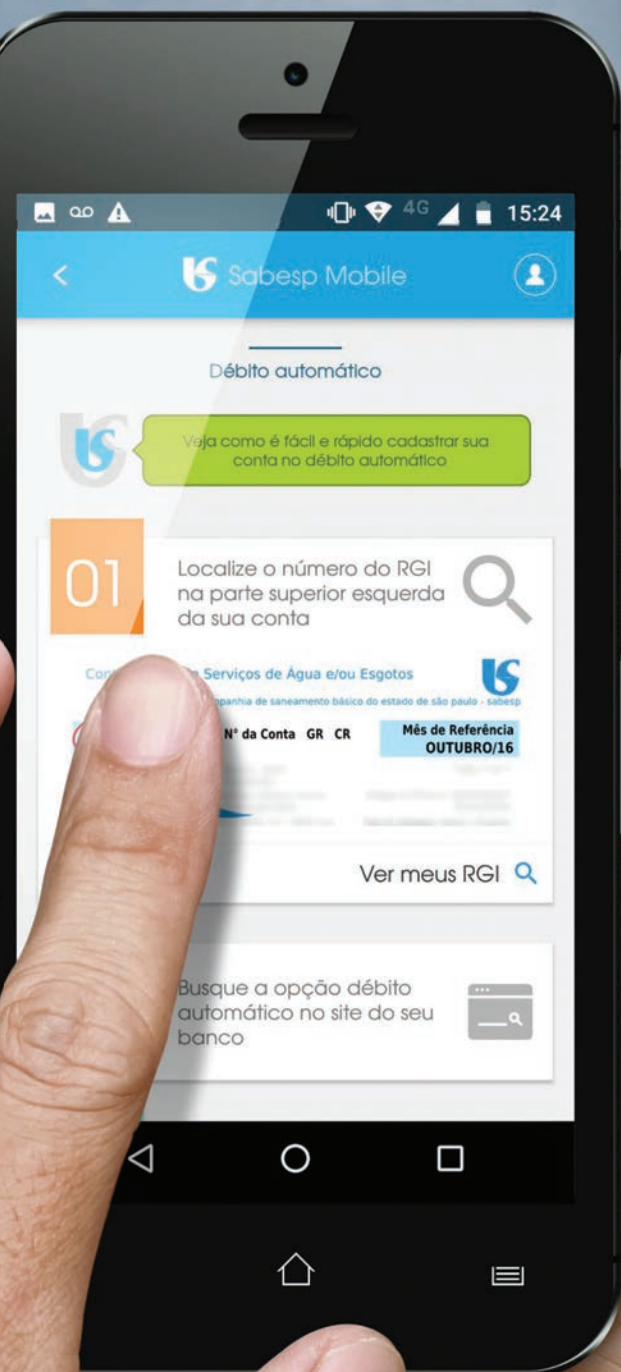 4G 15:24
Sabesp Mobile
Débito automático
Veja como é fácil e rápido cadastrar sua
conta no débito automático
01
Localize o número do RGI
na parte superior esquerda
da sua conta
Serviços de Água e/ou Esgotos
de saneamento básico do estado de são paulo - sabesp
Nº da Conta GR CR
Mês de Referência
OUTUBRO/16
Ver meus RGI
Busque a opção débito
automático no site do seu
banco